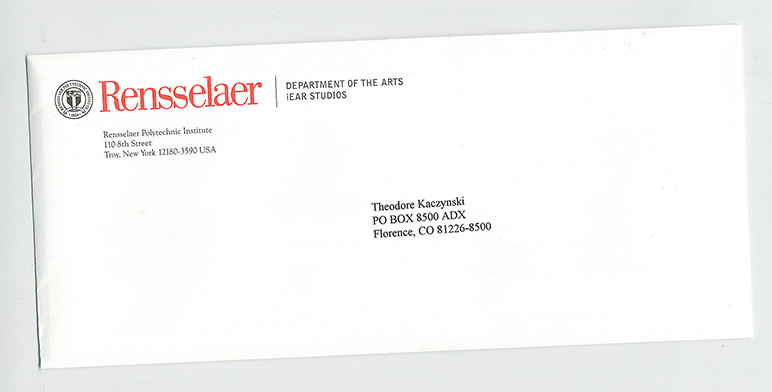 Rensselaer
DEPARTMENT OF THE ARTS
iEAR STUDIOS
Rensselaer Polytechnic Institute
110 8th Street
Troy, New York 12180-3590 USA
Theodore Kaczynski
PO BOX 8500 ADX
Florence, CO 81226-8500